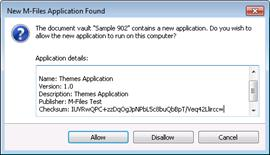 New M-Files Application Found
The document vault "Sample 902" contains a new application. Do you wish to
allow the new application to run on this computer?
Application details:
Name: Themes Application
Version: 1.0
Description: Themes Application
Publisher: M-Files Test
Checksum:
Allow
Disallow
Cancel